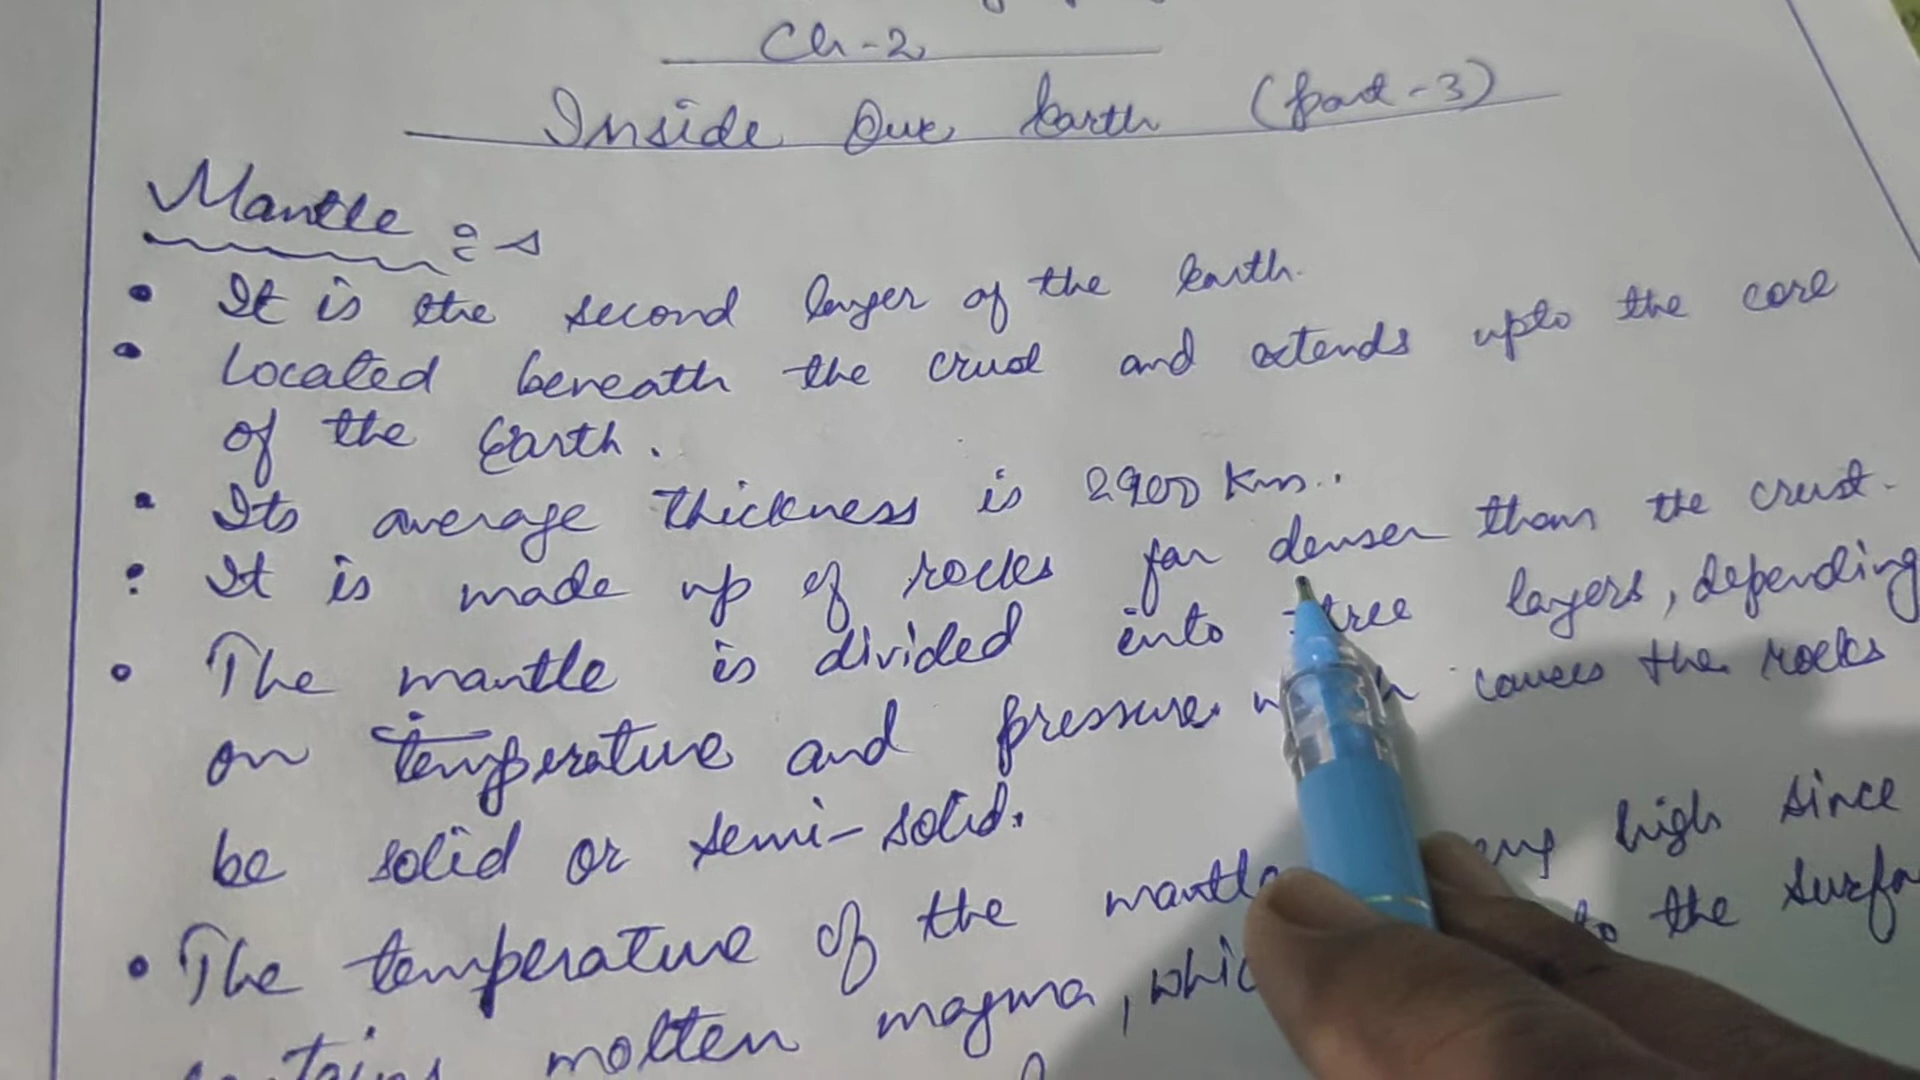 Ch-2
Inside Our Earth (part-3)
Mantle :-
• It is the second layer of the Earth.
• Located beneath the crust and extends upto the core
of the Earth.
• Its average thickness is 2900 Km.
• It is made up of rocks far denser than the crust.
• The mantle is divided into three layers, depending
on temperature and pressure causes the rocks
be solid or semi-solid.
• The temperature of the mantle high since
molten magma, to the